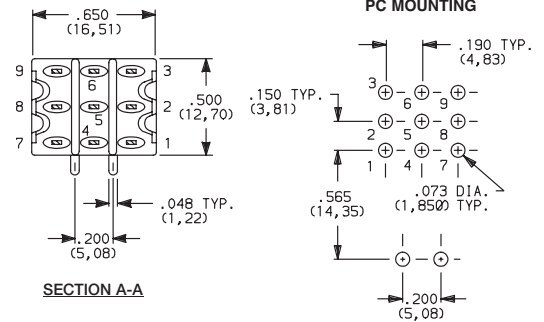 PC MOUNTING
.650
(16,51)
9 3
6
8 2
5
4
7 1
.500
(12,70)
.048 TYP.
(1,22)
.200
(5,08)
SECTION A-A
.190 TYP.
(4,83)
.150 TYP.
(3,81)
3 6 9
2 5 8
1 4 7
.565
(14,35)
.073 DIA.
(1,850) TYP.
.200
(5,08)